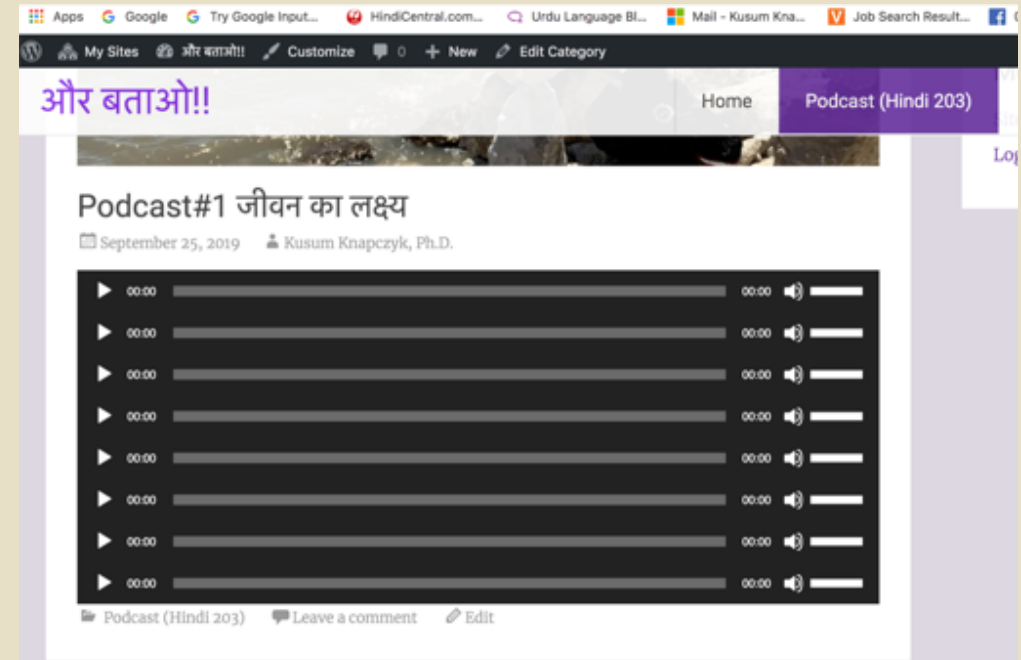 Apps Google Try Google Input... HindiCentral.com... Urdu Language Bl... Mail - Kusum Kna... Job Search Result...
My Sites और बताओ!! Customize 0 + New Edit Category
और बताओ!! Home Podcast (Hindi 203)
Podcast#1 जीवन का लक्ष्य
September 25, 2019 Kusum Knapczyk, Ph.D.
00:00 00:00
00:00 00:00
00:00 00:00
00:00 00:00
00:00 00:00
00:00 00:00
00:00 00:00
00:00 00:00
Podcast (Hindi 203) Leave a comment Edit